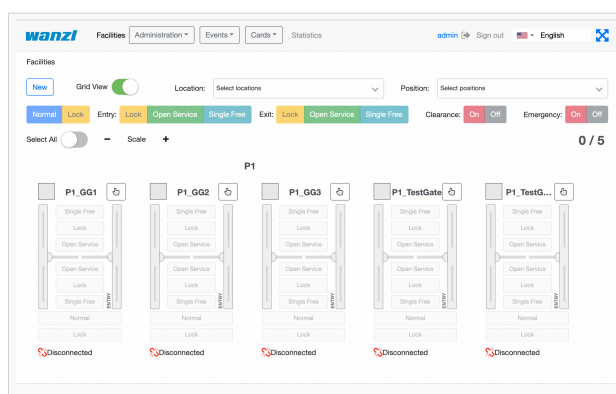 wanzl Facilities Administration Events Cards Statistics admin Sign out English
Facilities
New Grid View Location: Select locations Position: Select positions
Normal Lock Entry: Lock Open Service Single Free Exit: Lock Open Service Single Free Clearance: On Off Emergency: On Off
Select All - Scale + 0 / 5
P1
P1_GG1 P1_GG2 P1_GG3 P1_TestGate P1_TestG...
Single Free Single Free Single Free Single Free Single Free
Lock Lock Lock Lock Lock
Open Service Open Service Open Service Open Service Open Service
Open Service Open Service Open Service Open Service Open Service
Lock Lock Lock Lock Lock
Single Free ENTRY Single Free ENTRY Single Free ENTRY Single Free ENTRY Single Free ENTRY
Normal Normal Normal Normal Normal
Lock Lock Lock Lock Lock
Disconnected Disconnected Disconnected Disconnected Disconnected